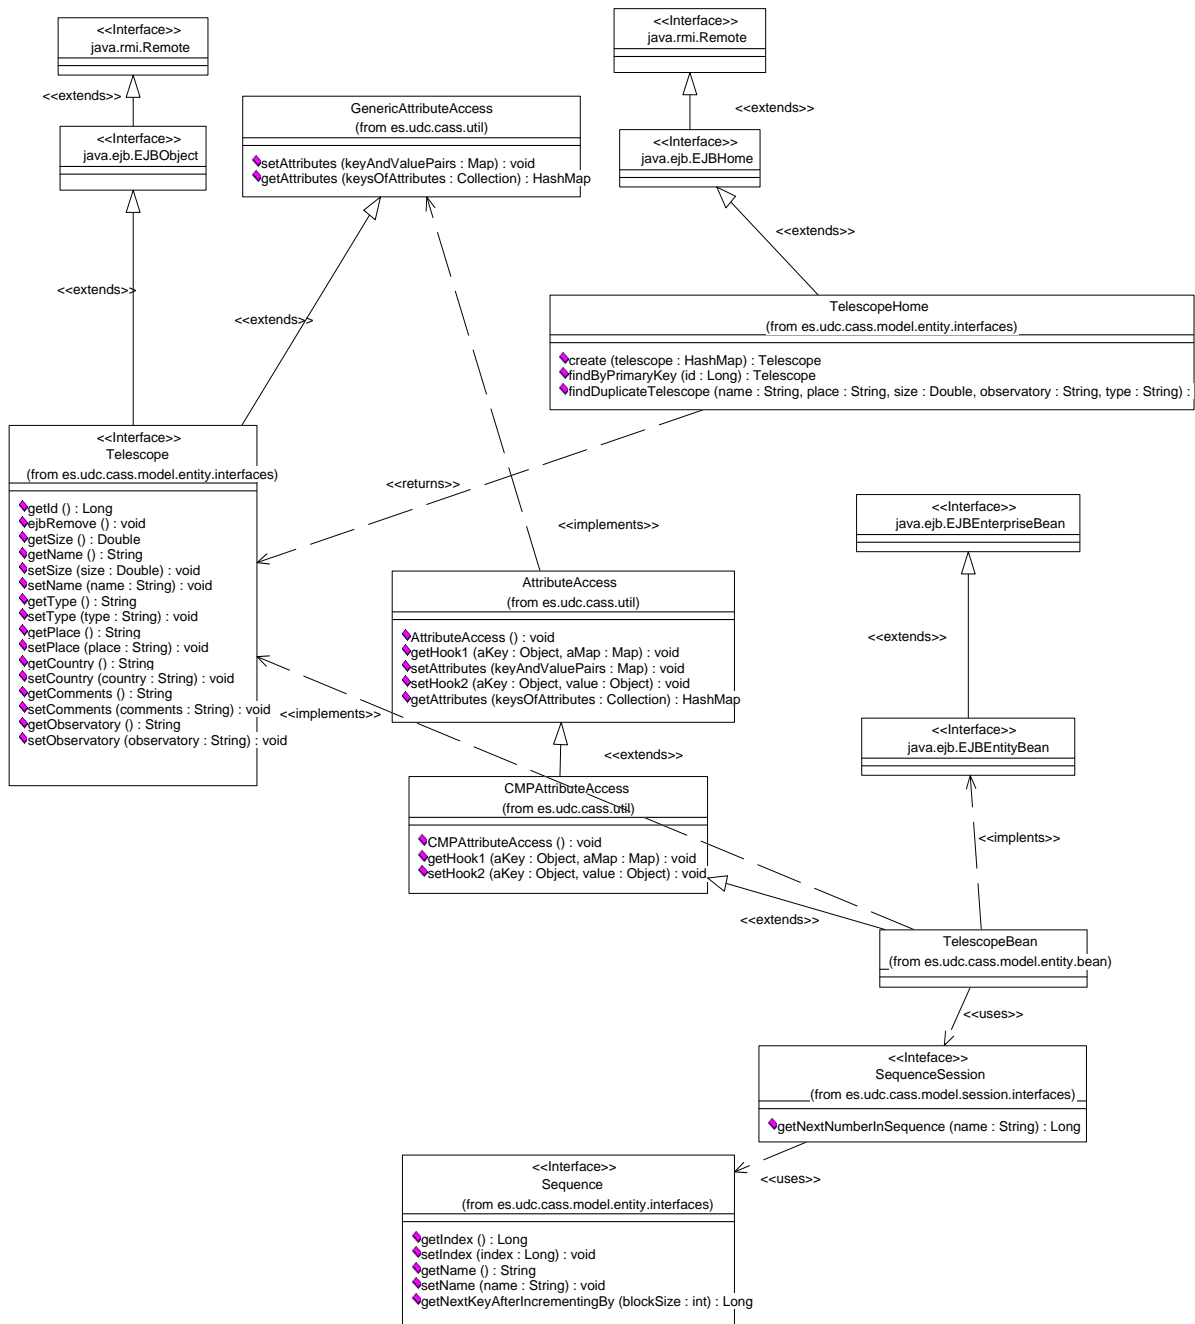 <<Interface>>
java.rmi.Remote
<<extends>>
<<Interface>>
java.ejb.EJBObject
<<extends>>
GenericAttributeAccess
(from es.udc.cass.util)
setAttributes (keyAndValuePairs : Map) : void
getAttributes (keysOfAttributes : Collection) : HashMap
<<extends>>
<<Interface>>
java.rmi.Remote
<<extends>>
<<Interface>>
java.ejb.EJBHome
<<extends>>
TelescopeHome
(from es.udc.cass.model.entity.interfaces)
create (telescope : HashMap) : Telescope
findByPrimaryKey (id : Long) : Telescope
findDuplicateTelescope (name : String, place : String, size : Double, observatory : String, type : String) :
<<Interface>>
Telescope
(from es.udc.cass.model.entity.interfaces)
getId () : Long
ejbRemove () : void
getSize () : Double
getName () : String
setSize (size : Double) : void
setName (name : String) : void
getType () : String
setType (type : String) : void
getPlace () : String
setPlace (place : String) : void
getCountry () : String
setCountry (country : String) : void
getComments () : String
setComments (comments : String) : void
getObservatory () : String
setObservatory (observatory : String) : void
<<returns>>
<<implements>>
<<implements>>
AttributeAccess
(from es.udc.cass.util)
AttributeAccess () : void
getHook1 (aKey : Object, aMap : Map) : void
setAttributes (keyAndValuePairs : Map) : void
setHook2 (aKey : Object, value : Object) : void
getAttributes (keysOfAttributes : Collection) : HashMap
<<extends>>
CMPAttributeAccess
(from es.udc.cass.util)
CMPAttributeAccess () : void
getHook1 (aKey : Object, aMap : Map) : void
setHook2 (aKey : Object, value : Object) : void
<<extends>>
<<Interface>>
java.ejb.EJBEnterpriseBean
<<extends>>
<<Interface>>
java.ejb.EJBEntityBean
<<implents>>
TelescopeBean
(from es.udc.cass.model.entity.bean)
<<uses>>
<<Inteface>>
SequenceSession
(from es.udc.cass.model.session.interfaces)
getNextNumberInSequence (name : String) : Long
<<uses>>
<<Interface>>
Sequence
(from es.udc.cass.model.entity.interfaces)
getIndex () : Long
setIndex (index : Long) : void
getName () : String
setName (name : String) : void
getNextKeyAfterIncrementingBy (blockSize : int) : Long